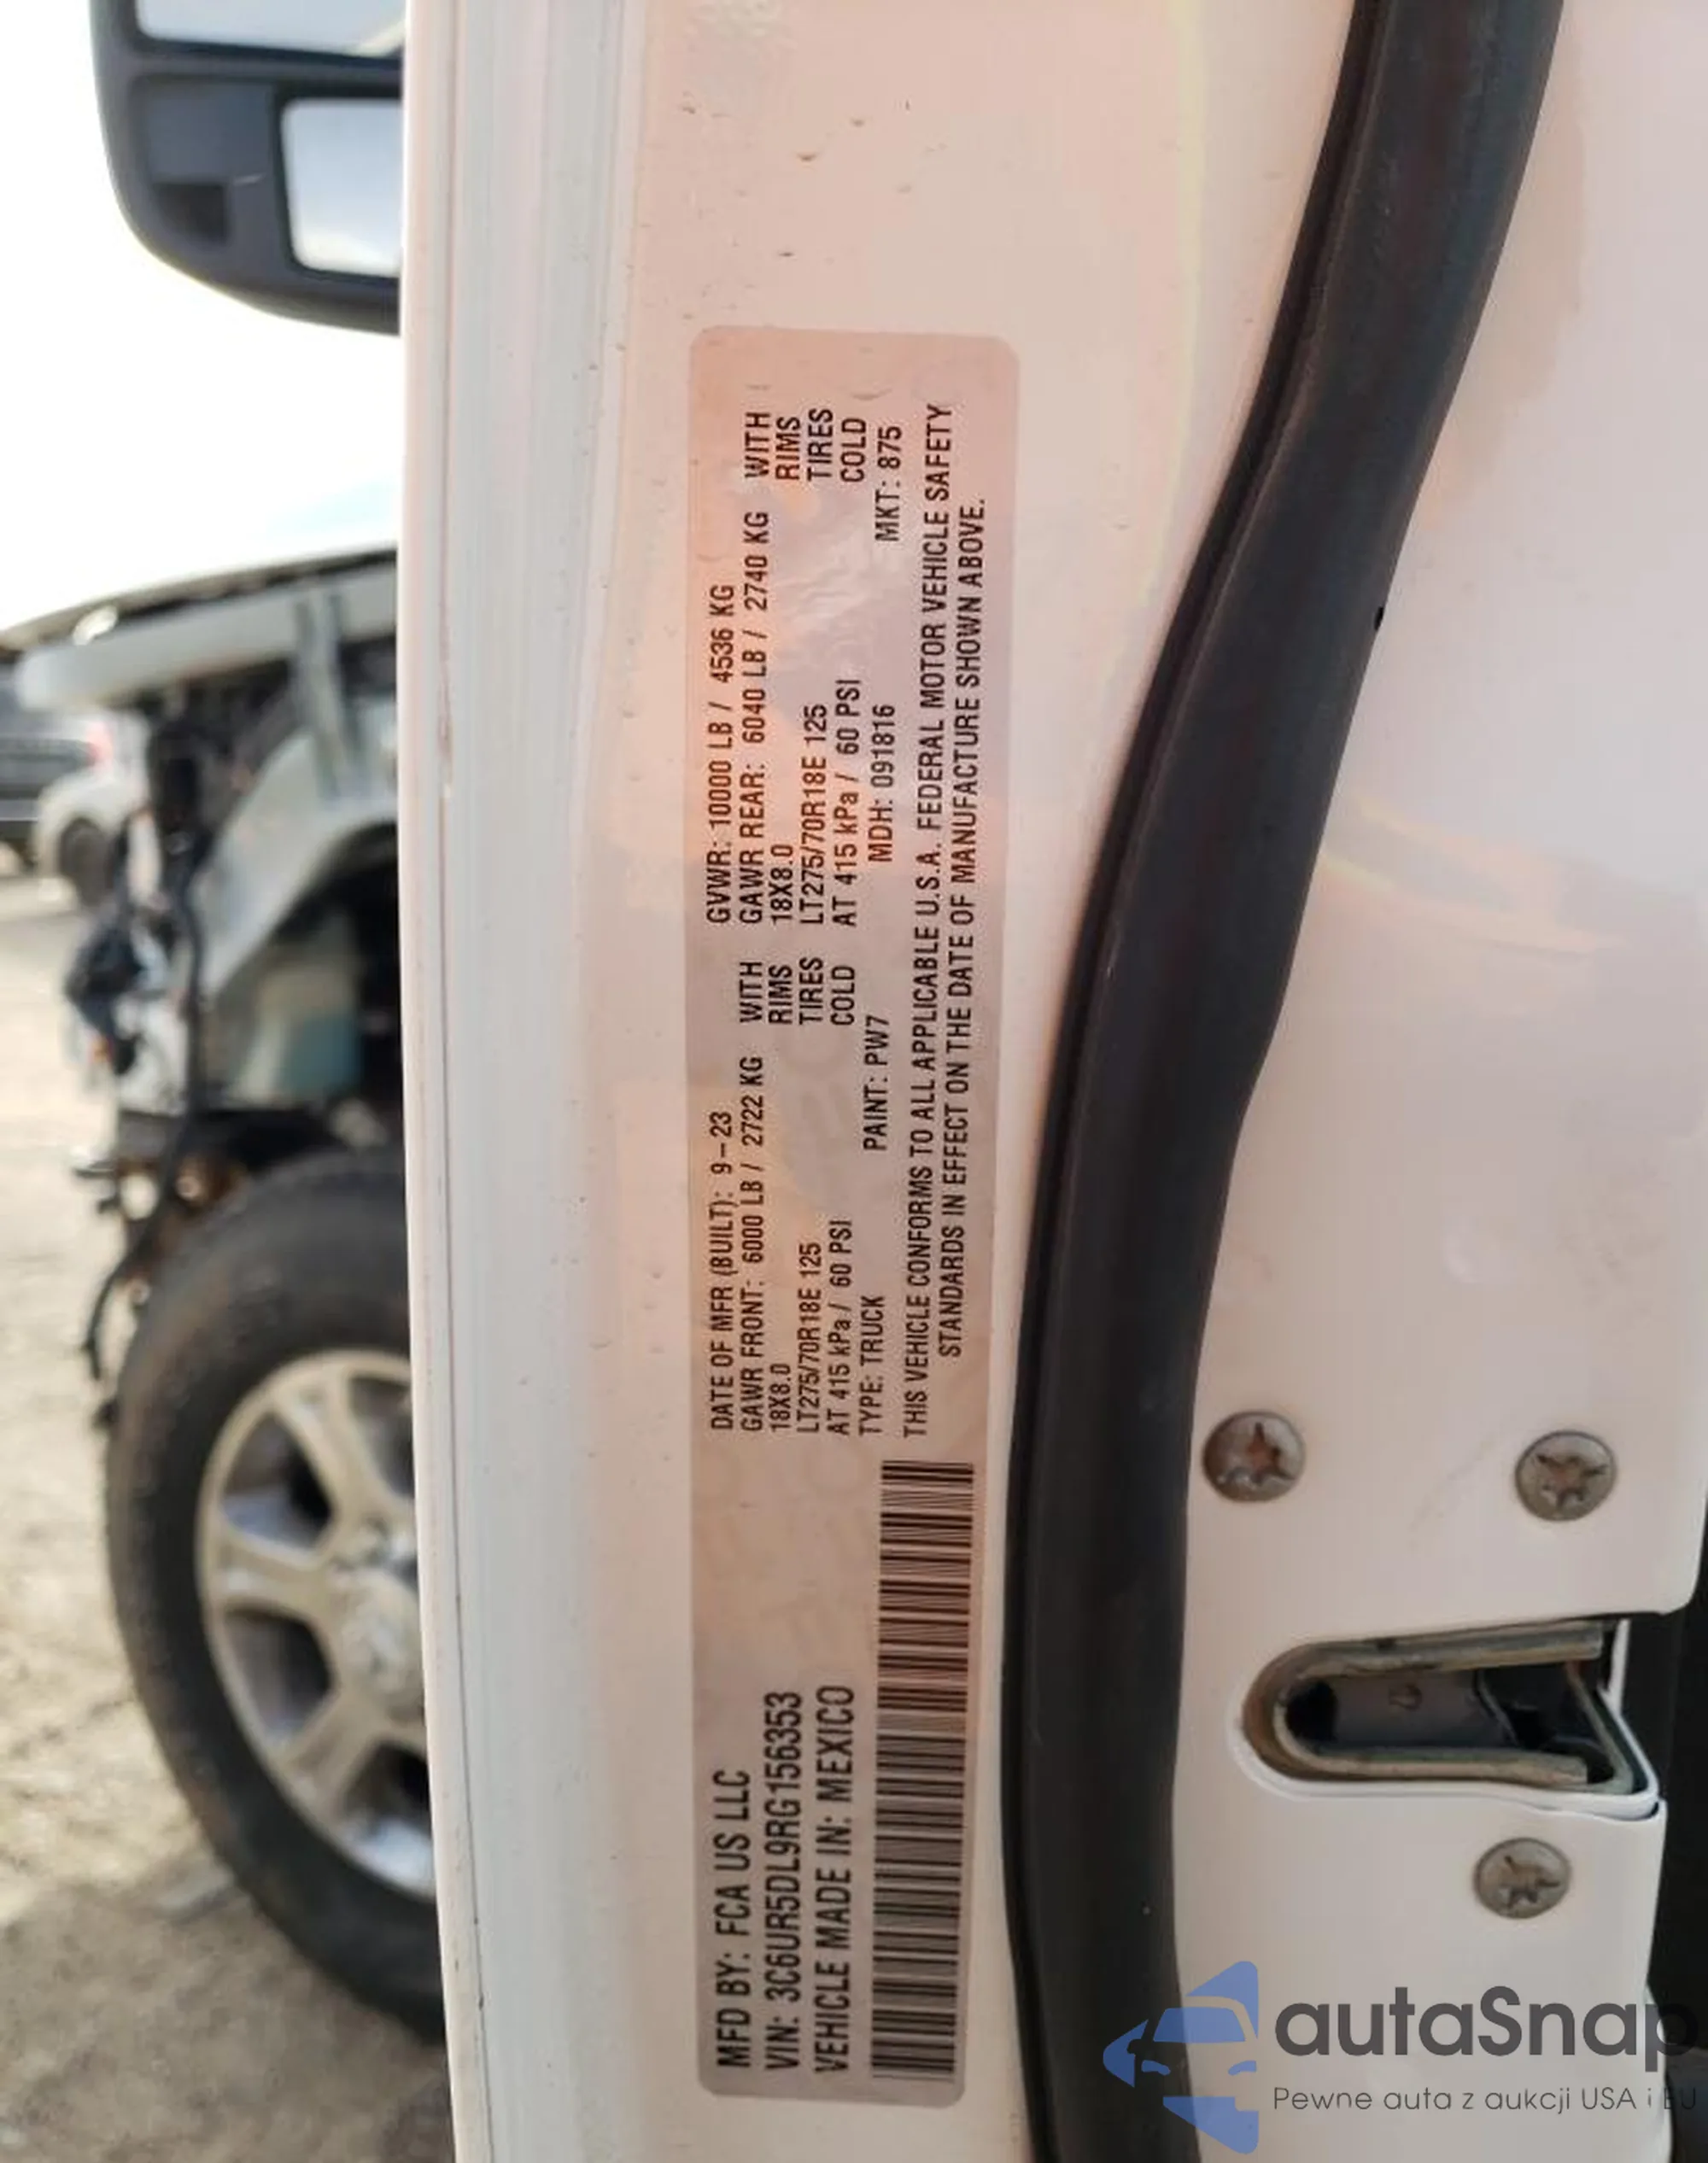 MFD BY: FCA US LLC
VIN: 3C6UR5DL9RG156353
VEHICLE MADE IN: MEXICO
DATE OF MFR (BUILT): 9-23 GVWR: 10000 LB / 4536 KG
GAWR FRONT: 6000 LB / 2722 KG WITH GAWR REAR: 6040 LB / 2740 KG WITH
18X8.0 RIMS 18X8.0 RIMS
LT275/70R18E 125 TIRES LT275/70R18E 125 TIRES
AT 415 kPa / 60 PSI COLD AT 415 kPa / 60 PSI COLD
TYPE: TRUCK PAINT: PW7 MDH: 091816 MKT: 875
THIS VEHICLE CONFORMS TO ALL APPLICABLE U.S.A. FEDERAL MOTOR VEHICLE SAFETY
STANDARDS IN EFFECT ON THE DATE OF MANUFACTURE SHOWN ABOVE.
autaSnap
Pewne auta z aukcji USA i EU